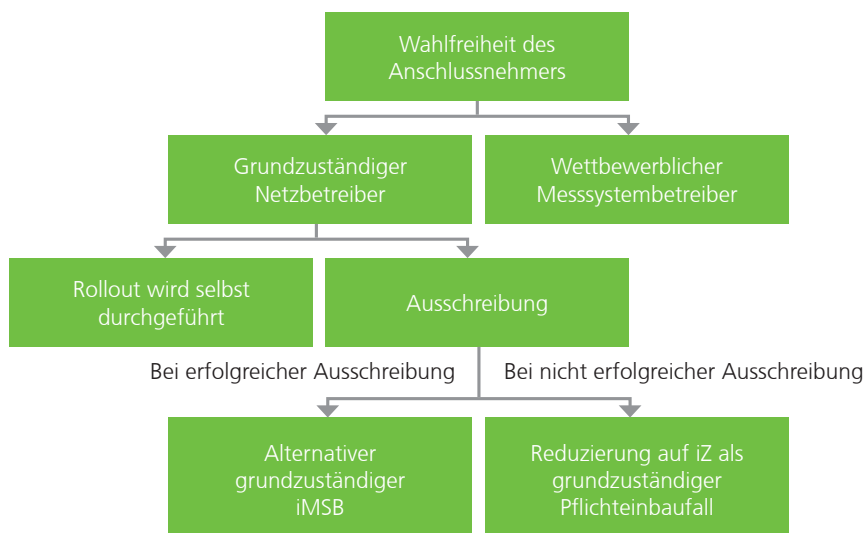 Wahlfreiheit des
Anschlussnehmers
Grundzuständiger
Netzbetreiber
Wettbewerblicher
Messsystembetreiber
Rollout wird selbst
durchgeführt
Ausschreibung
Bei erfolgreicher Ausschreibung
Bei nicht erfolgreicher Ausschreibung
Alternativer
grundzuständiger
iMSB
Reduzierung auf iZ als
grundzuständiger
Pflichteinbaufall